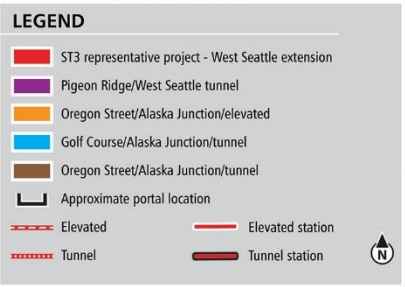 LEGEND
ST3 representative project - West Seattle extension
Pigeon Ridge/West Seattle tunnel
Oregon Street/Alaska Junction/elevated
Golf Course/Alaska Junction/tunnel
Oregon Street/Alaska Junction/tunnel
Approximate portal location
Elevated Elevated station
Tunnel Tunnel station
N